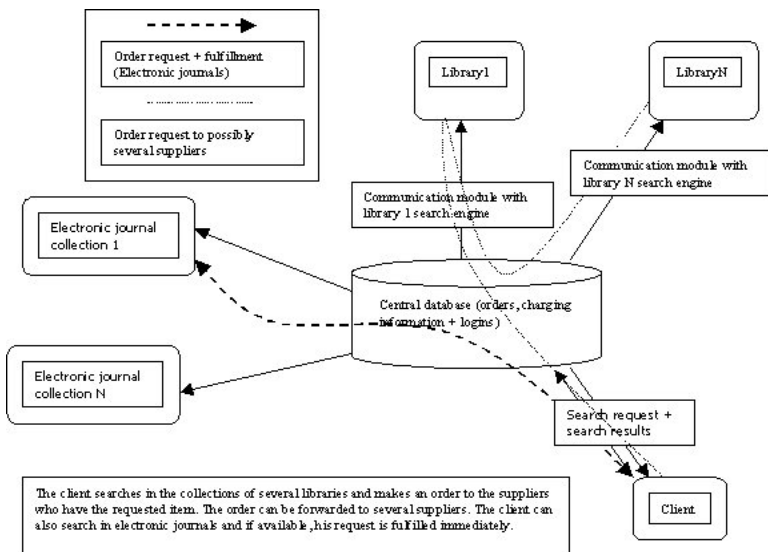 Order request + fulfillment
(Electronic journals)
Order request to possibly
several suppliers
Library1
LibraryN
Communication module with
library N search engine
Communication module with
library 1 search engine
Electronic journal
collection 1
Central database (orders, charging
information + logins)
Electronic journal
collection N
Search request +
search results
The client searches in the collections of several libraries and makes an order to the suppliers
who have the requested item. The order can be forwarded to several suppliers. The client can
also search in electronic journals and if available, his request is fulfilled immediately.
Client